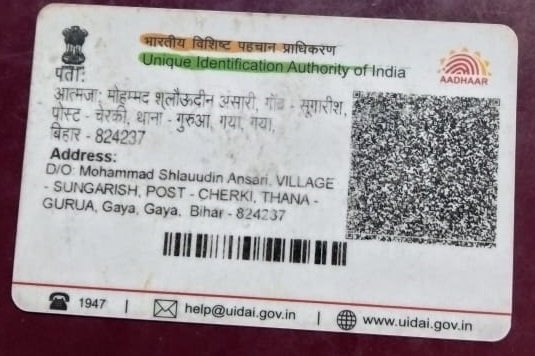 भारतीय विशिष्ट पहचान प्राधिकरण
Unique Identification Authority of India
AADHAAR
पता:
आत्मजा: मोहम्मद श्लौऊदीन अंसारी, गाँव - सूगारीश,
पोस्ट - चेरकी, थाना - गुरुआ, गया, गया,
बिहार - 824237
Address:
D/O: Mohammad Shlauudin Ansari, VILLAGE
- SUNGARISH, POST - CHERKI, THANA -
GURUA, Gaya, Gaya, Bihar - 824237
1947 | help@uidai.gov.in | www.uidai.gov.in